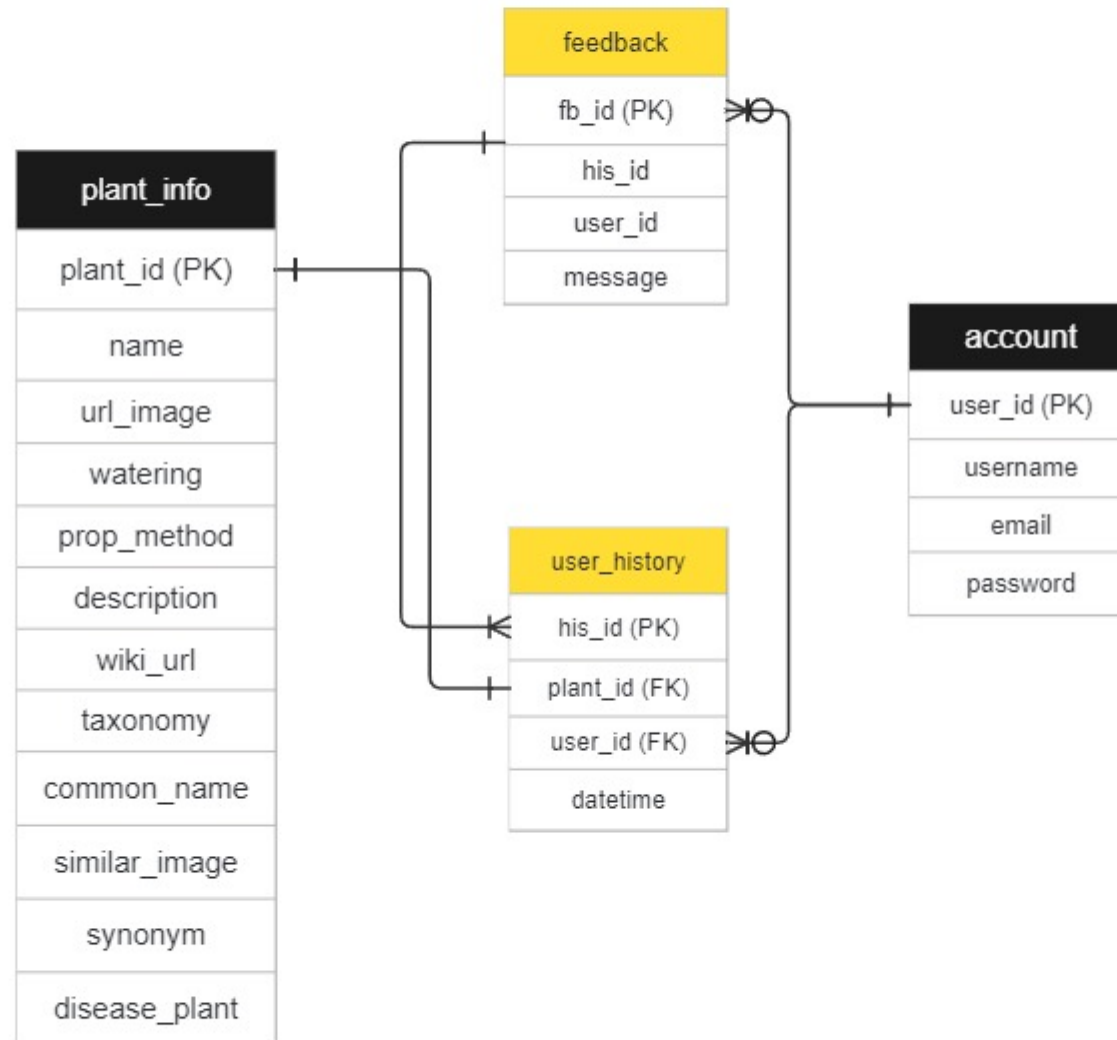 feedback
fb_id (PK)
his_id
user_id
message
plant_info
plant_id (PK)
name
url_image
watering
prop_method
description
wiki_url
taxonomy
common_name
similar_image
synonym
disease_plant
user_history
his_id (PK)
plant_id (FK)
user_id (FK)
datetime
account
user_id (PK)
username
email
password